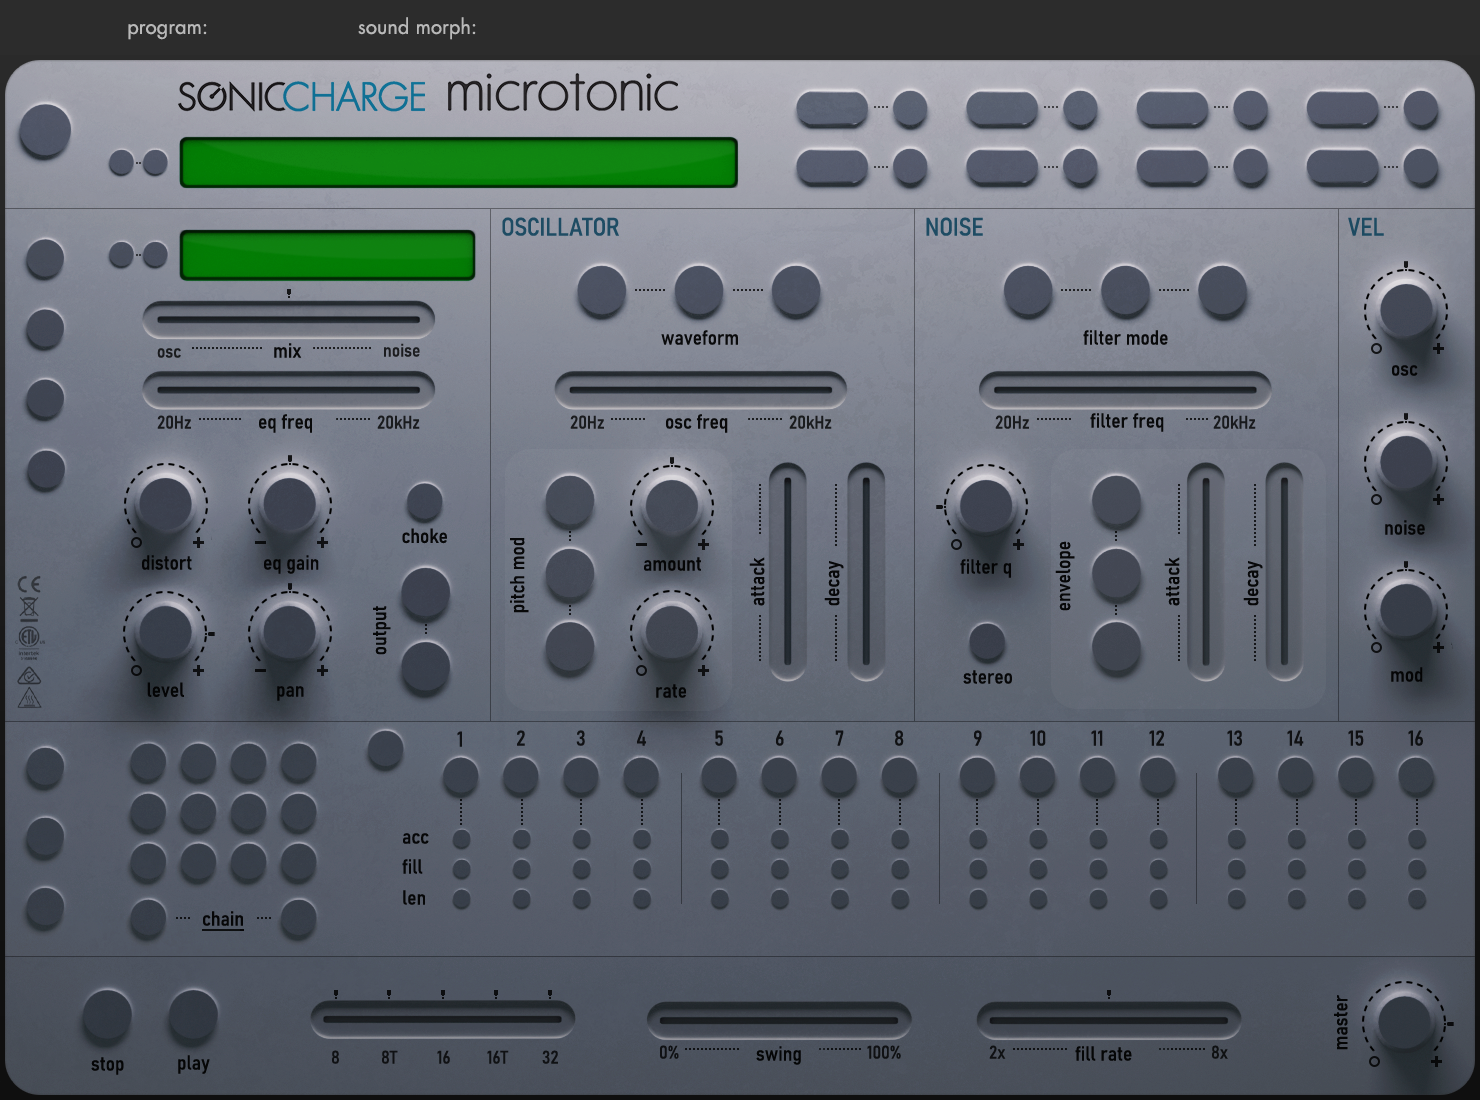 program: sound morph:
SONICCHARGE microtonic
OSCILLATOR
NOISE
VEL
waveform
filter mode
osc mix noise
osc
20Hz eq freq 20kHz
20Hz osc freq 20kHz
20Hz filter freq 20kHz
noise
choke
distort
eq gain
pitch mod
amount
attack
decay
filter q
envelope
attack
decay
output
level
pan
rate
stereo
mod
CE
1 2 3 4 5 6 7 8 9 10 11 12 13 14 15 16
acc
fill
len
chain
stop
play
8 8T 16 16T 32
0% swing 100%
2x fill rate 8x
master